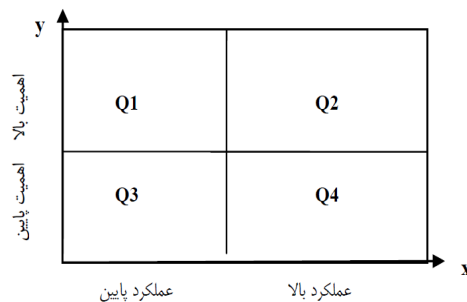 y
اهمیت بالا
Q1
Q2
اهمیت پایین
Q3
Q4
x
عملکرد پایین
عملکرد بالا